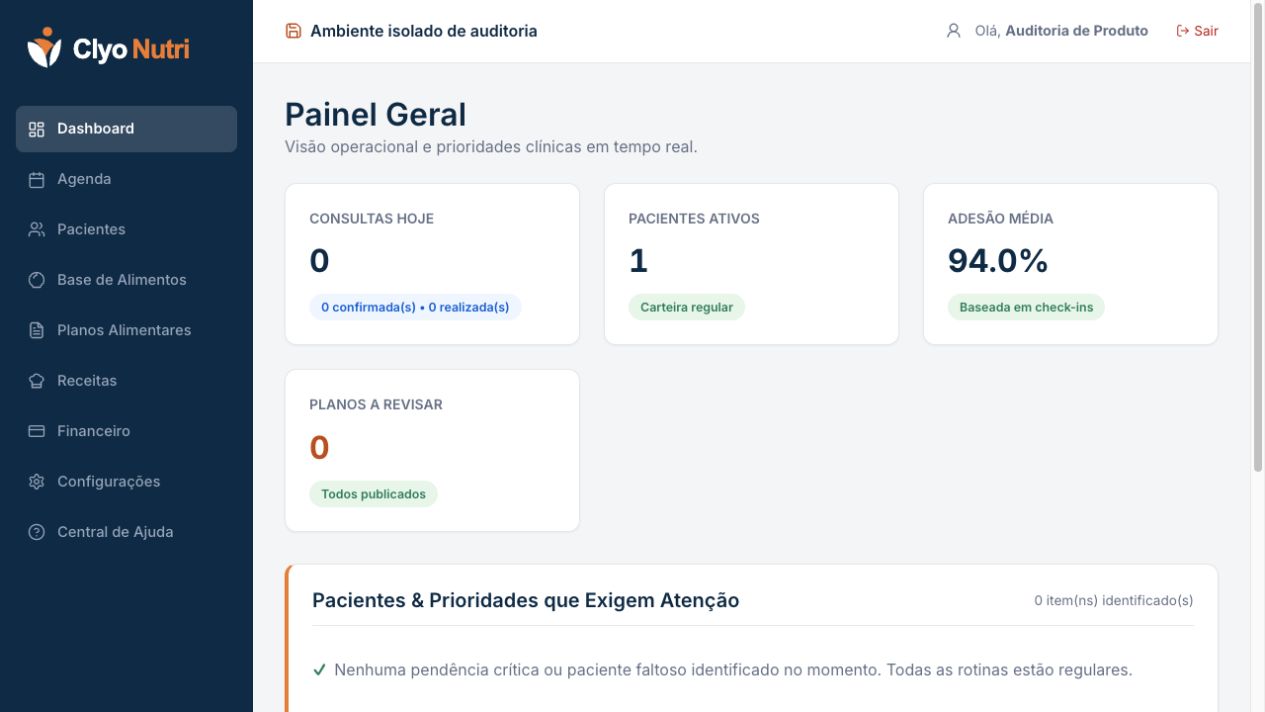 Clyo Nutri
Dashboard
Agenda
Pacientes
Base de Alimentos
Planos Alimentares
Receitas
Financeiro
Configurações
Central de Ajuda
Ambiente isolado de auditoria
Olá, Auditoria de Produto
Sair
Painel Geral
Visão operacional e prioridades clínicas em tempo real.
CONSULTAS HOJE
0
0 confirmada(s) • 0 realizada(s)
PACIENTES ATIVOS
1
Carteira regular
ADESÃO MÉDIA
94.0%
Baseada em check-ins
PLANOS A REVISAR
0
Todos publicados
Pacientes & Prioridades que Exigem Atenção
0 item(ns) identificado(s)
✓ Nenhuma pendência crítica ou paciente faltoso identificado no momento. Todas as rotinas estão regulares.